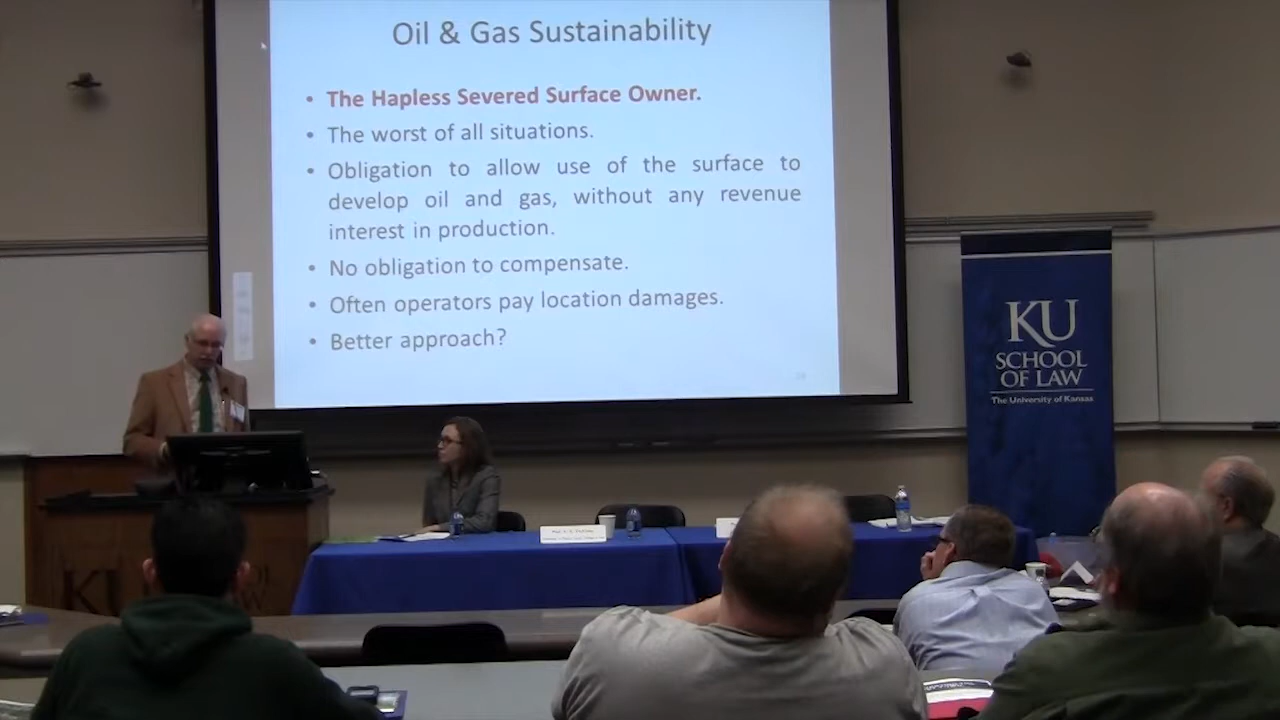 Oil & Gas Sustainability
• The Hapless Severed Surface Owner.
• The worst of all situations.
• Obligation to allow use of the surface to
develop oil and gas, without any revenue
interest in production.
• No obligation to compensate.
• Often operators pay location damages.
• Better approach?
KU
SCHOOL
OF LAW
The University of Kansas
KU